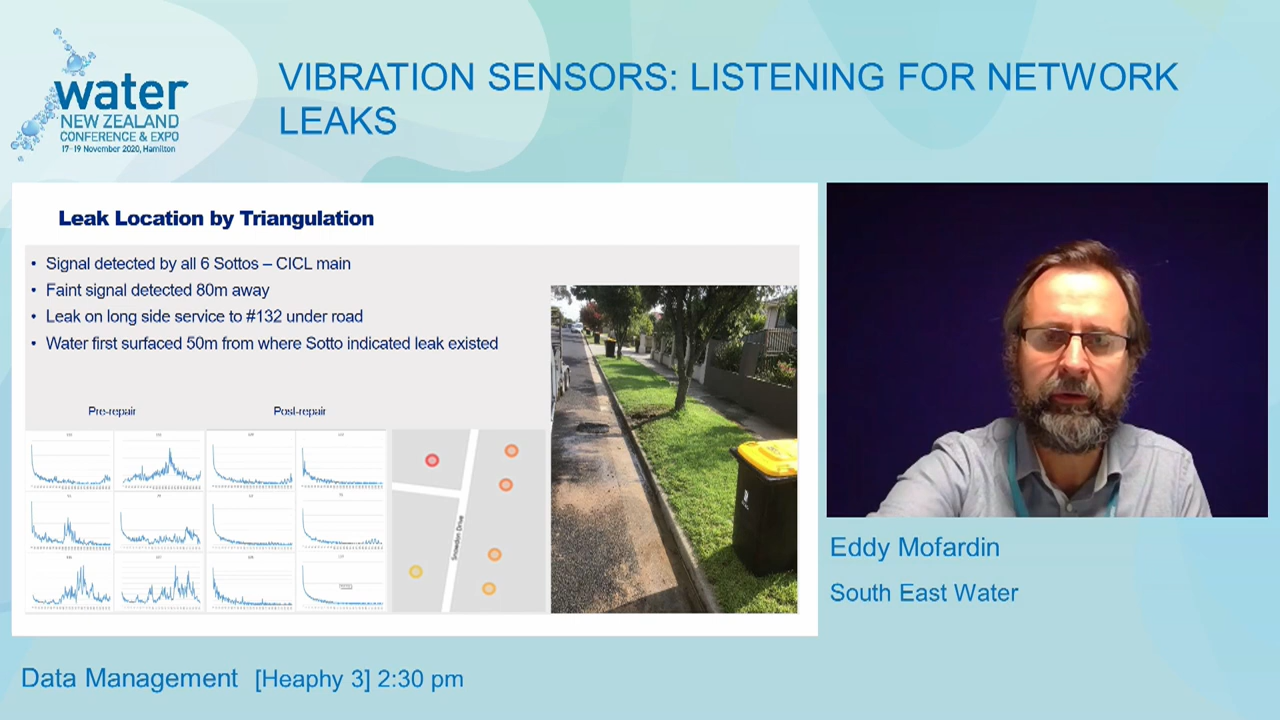 water
NEW ZEALAND
CONFERENCE & EXPO
17-19 November 2020, Hamilton
VIBRATION SENSORS: LISTENING FOR NETWORK
LEAKS
Leak Location by Triangulation
• Signal detected by all 6 Sottos – CICL main
• Faint signal detected 80m away
• Leak on long side service to #132 under road
• Water first surfaced 50m from where Sotto indicated leak existed
Pre-repair
Post-repair
Snowdon Drive
Eddy Mofardin
South East Water
Data Management [Heaphy 3] 2:30 pm